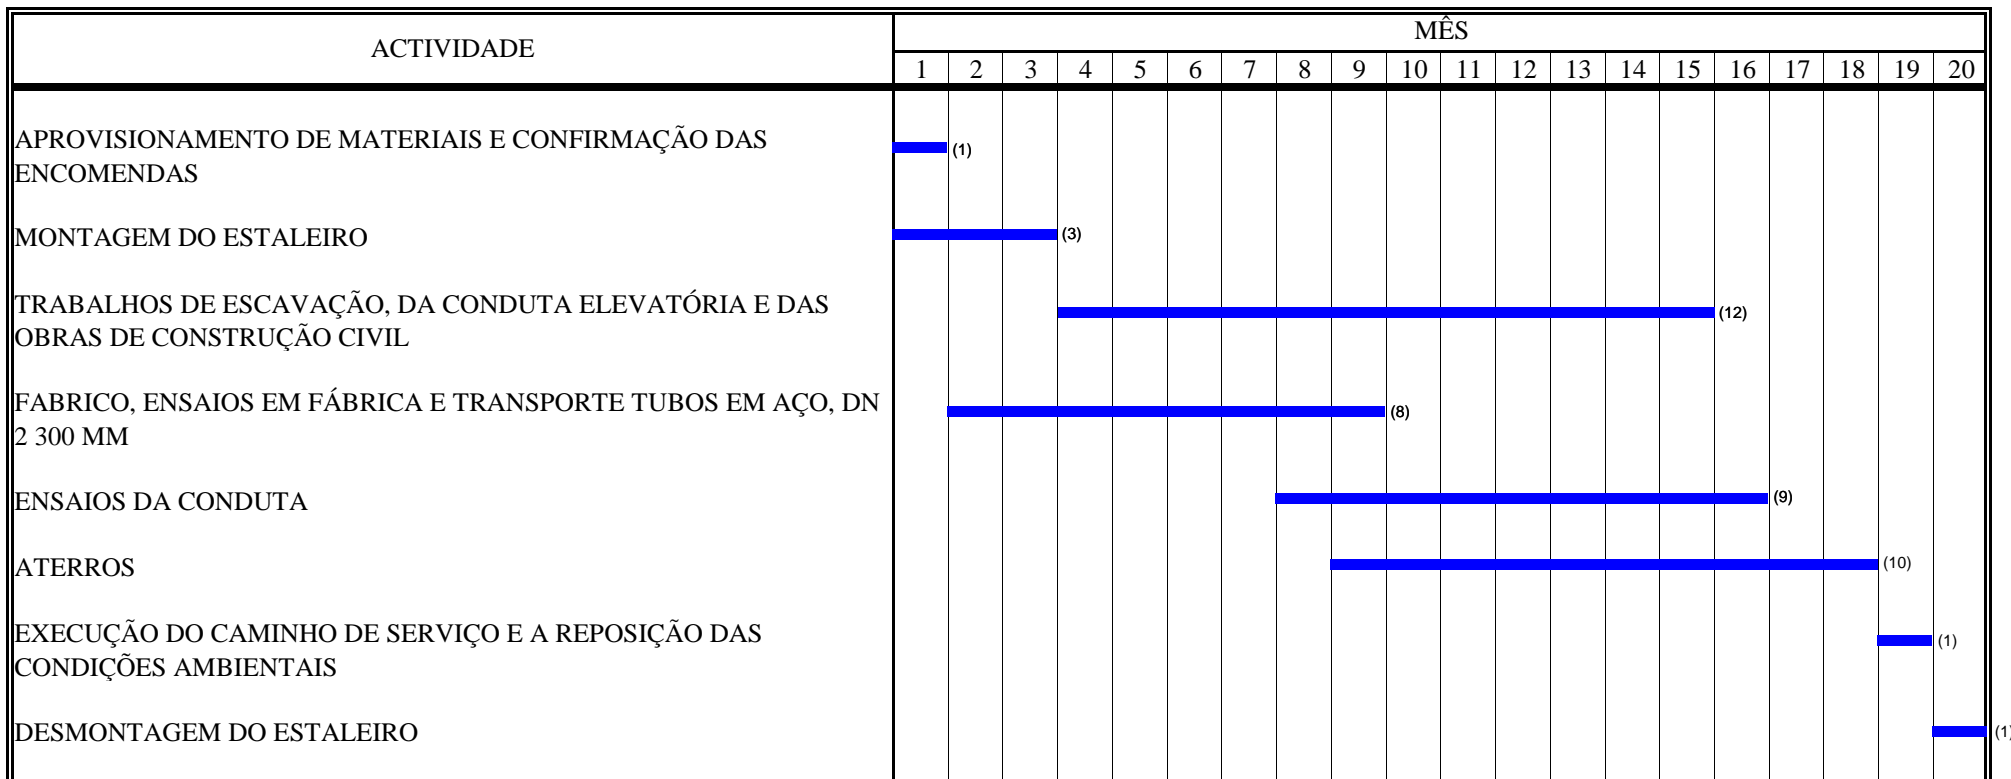 ACTIVIDADE
MÊS
1 2 3 4 5 6 7 8 9 10 11 12 13 14 15 16 17 18 19 20
APROVISIONAMENTO DE MATERIAIS E CONFIRMAÇÃO DAS
ENCOMENDAS
(1)
MONTAGEM DO ESTALEIRO
(3)
TRABALHOS DE ESCAVAÇÃO, DA CONDUTA ELEVATÓRIA E DAS
OBRAS DE CONSTRUÇÃO CIVIL
(12)
FABRICO, ENSAIOS EM FÁBRICA E TRANSPORTE TUBOS EM AÇO, DN
2 300 MM
(8)
ENSAIOS DA CONDUTA
(9)
ATERROS
(10)
EXECUÇÃO DO CAMINHO DE SERVIÇO E A REPOSIÇÃO DAS
CONDIÇÕES AMBIENTAIS
(1)
DESMONTAGEM DO ESTALEIRO
(1)